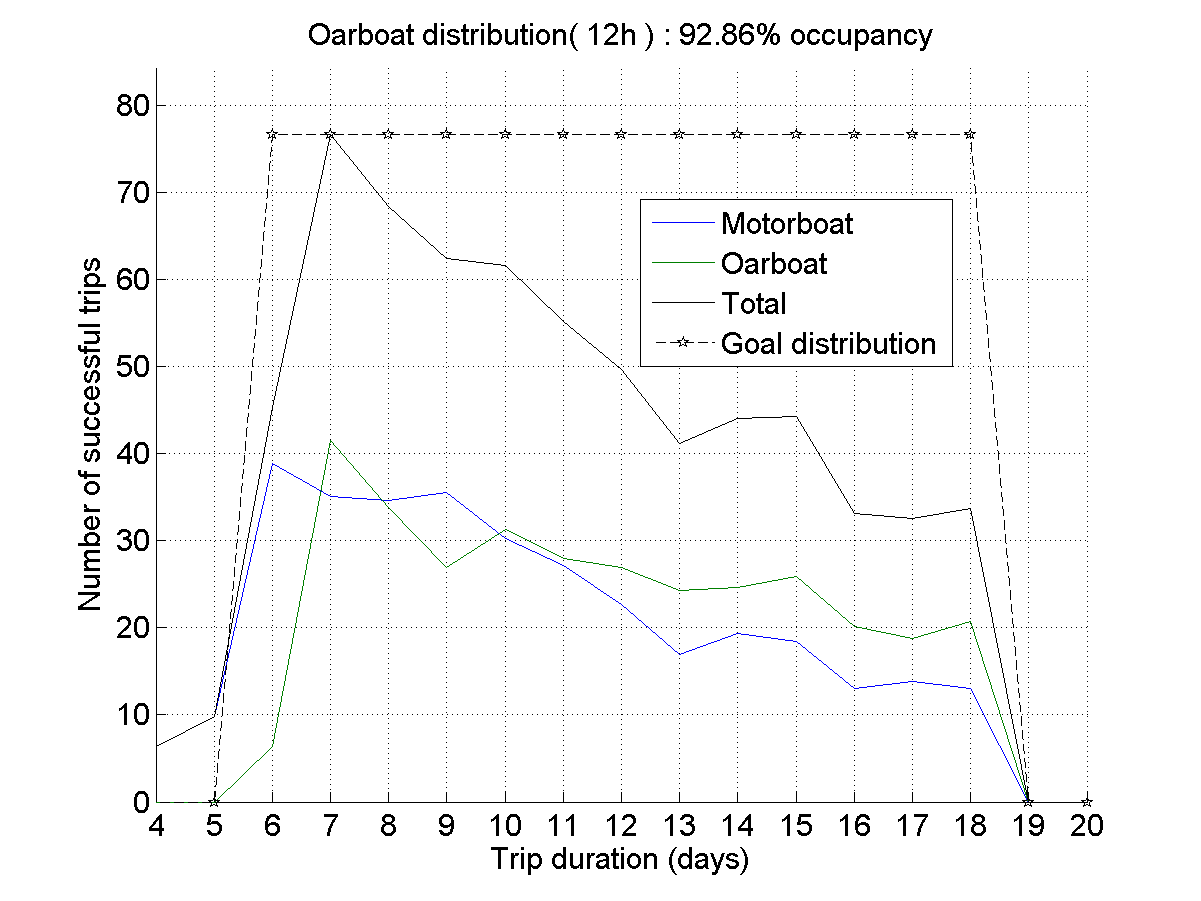 Oarboat distribution( 12h ) : 92.86% occupancy
Number of successful trips
80
70
60
50
40
30
20
10
0
Motorboat
Oarboat
Total
Goal distribution
4 5 6 7 8 9 10 11 12 13 14 15 16 17 18 19 20
Trip duration (days)